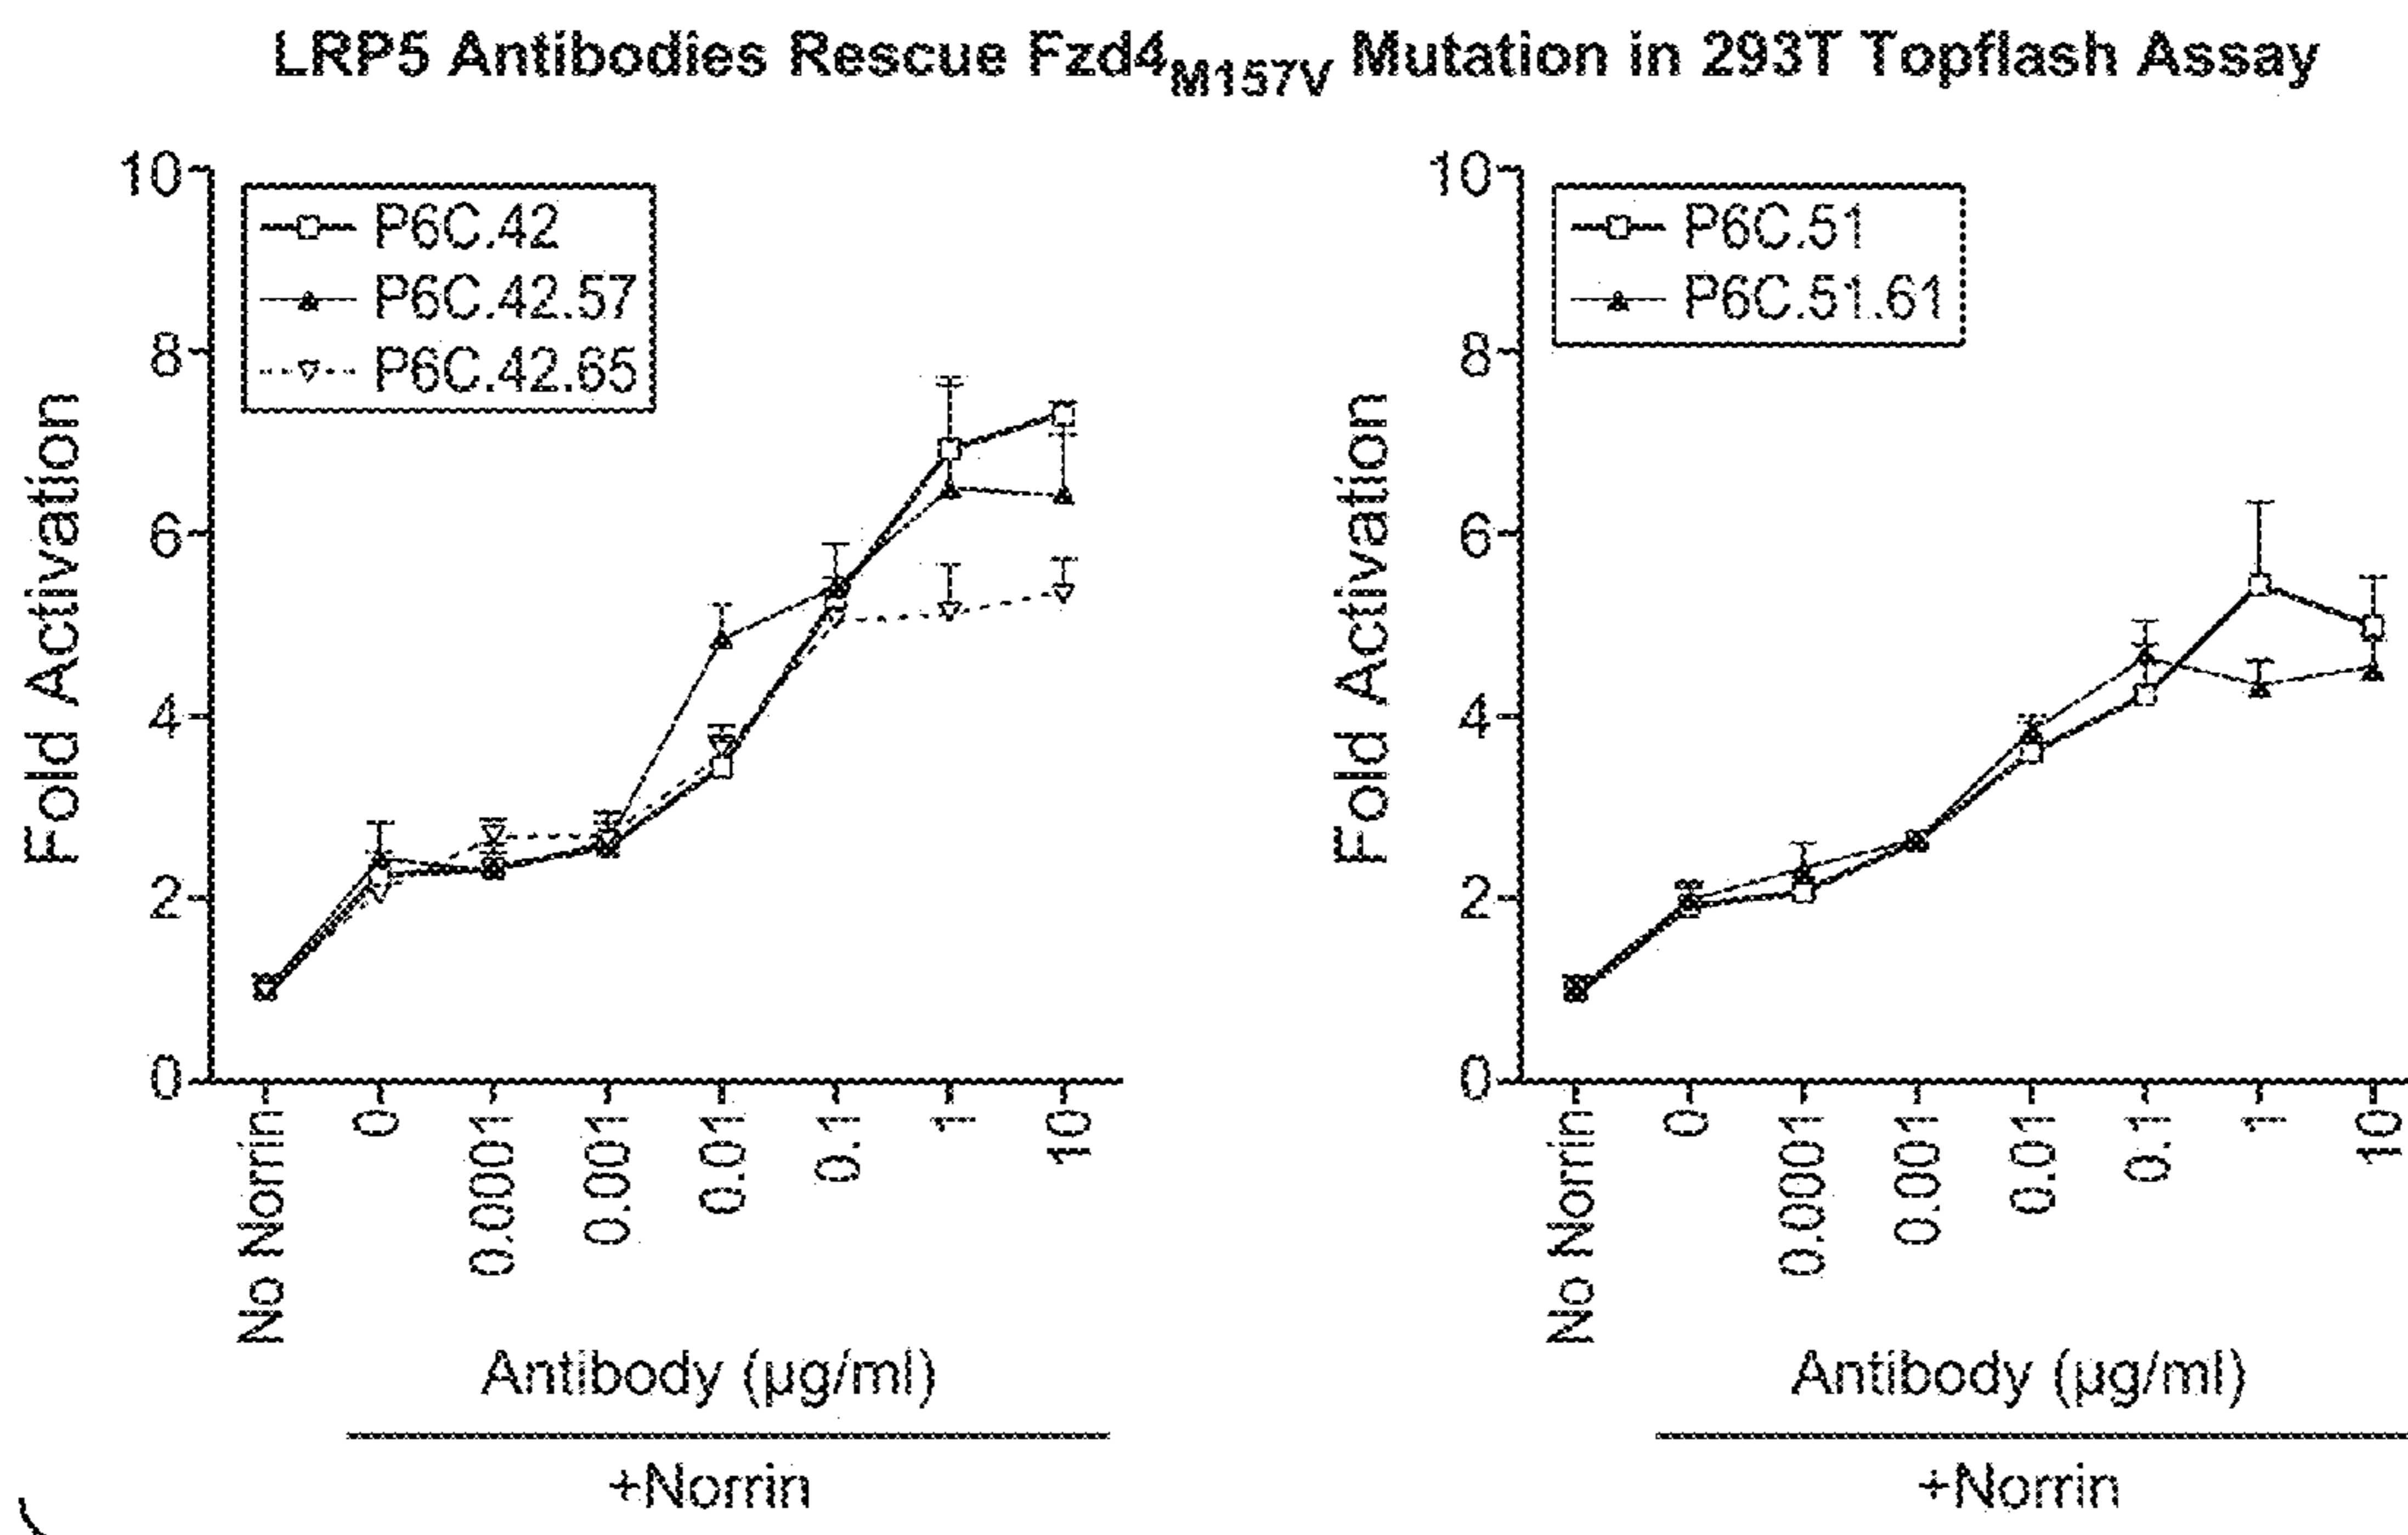 LRP5 Antibodies Rescue Fzd4M157V Mutation in 293T Topflash Assay
Fold Activation
10
8
6
4
2
0
P6C.42
P6C.42.57
P6C.42.65
No Norrin
0
0.0001
0.001
0.01
0.1
1
10
Antibody (µg/ml)
+Norrin
Fold Activation
10
8
6
4
2
0
P6C.51
P6C.51.61
No Norrin
0
0.0001
0.001
0.01
0.1
1
10
Antibody (µg/ml)
+Norrin